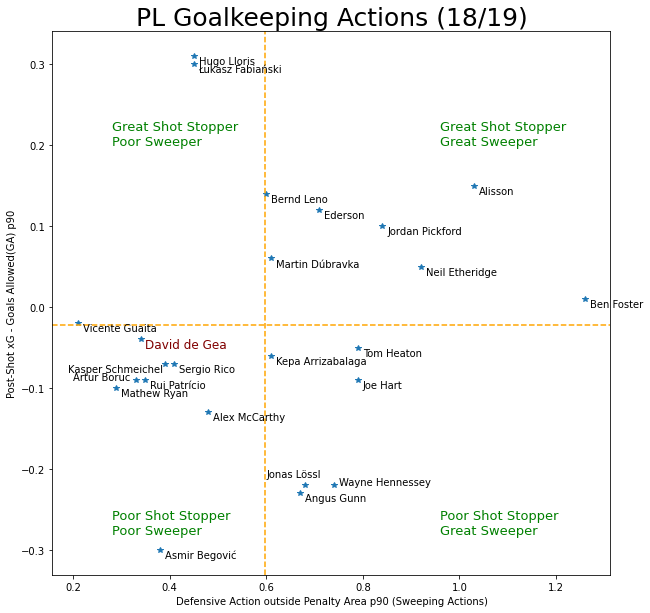 PL Goalkeeping Actions (18/19)
Hugo Lloris
Łukasz Fabiański
Great Shot Stopper
Poor Sweeper
Great Shot Stopper
Great Sweeper
Alisson
Bernd Leno
Ederson
Jordan Pickford
Martin Dúbravka
Neil Etheridge
Ben Foster
Vicente Guaita
David de Gea
Tom Heaton
Kepa Arrizabalaga
Kasper Schmeichel
Sergio Rico
Artur Boruc
Rui Patrício
Joe Hart
Mathew Ryan
Alex McCarthy
Jonas Lössl
Wayne Hennessey
Angus Gunn
Poor Shot Stopper
Poor Sweeper
Poor Shot Stopper
Great Sweeper
Asmir Begović
0.3
0.2
0.1
0.0
−0.1
−0.2
−0.3
Post-Shot xG - Goals Allowed(GA) p90
0.2
0.4
0.6
0.8
1.0
1.2
Defensive Action outside Penalty Area p90 (Sweeping Actions)